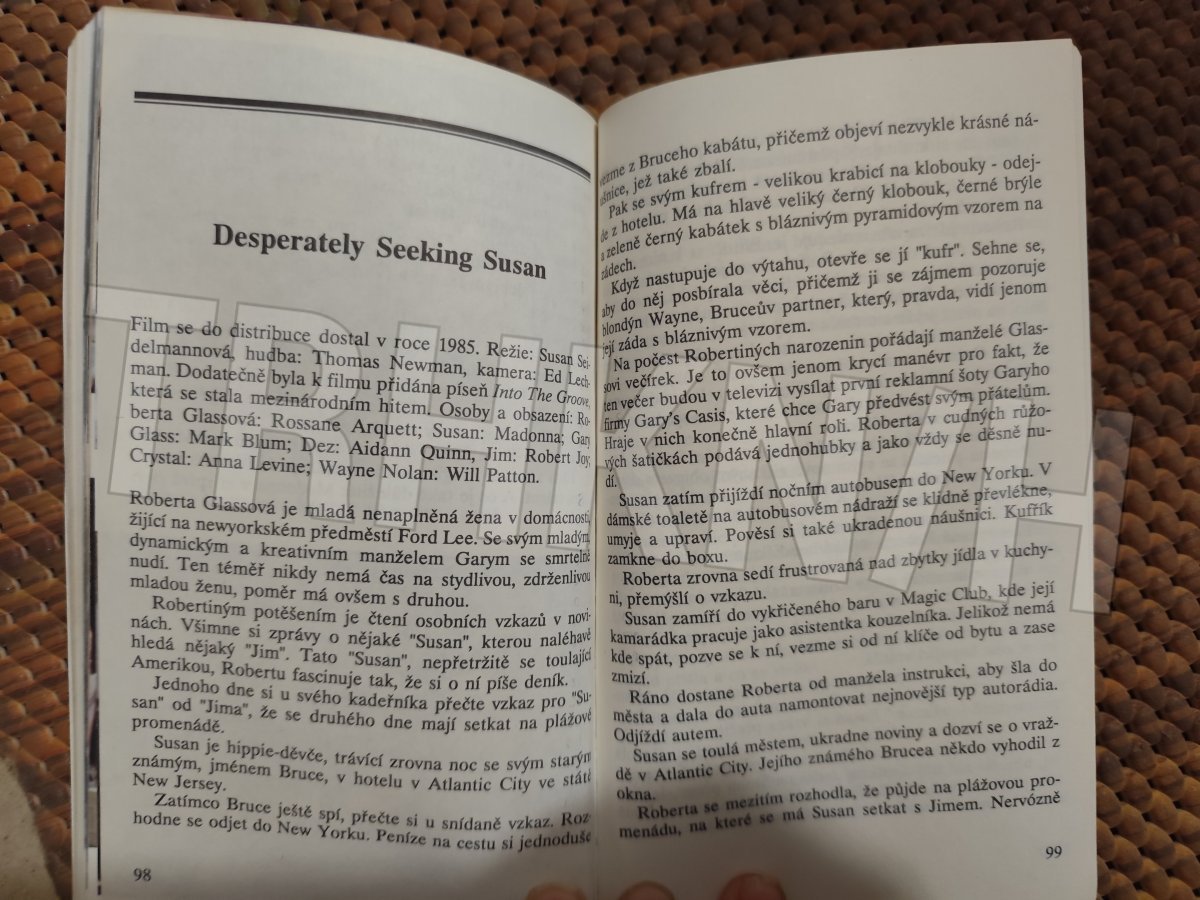 Desperately Seeking Susan
Film se do distribuce dostal v roce 1985. Režie: Susan Sei-
delmannová, hudba: Thomas Newman, kamera: Ed Lech-
man. Dodatečně byla k filmu přidána píseň Into The Groove,
která se stala mezinárodním hitem. Osoby a obsazení: Ro-
berta Glassová: Rossane Arquett; Susan: Madonna; Gary
Glass: Mark Blum; Dez: Aidann Quinn, Jim: Robert Joy;
Crystal: Anna Levine; Wayne Nolan: Will Patton.
Roberta Glassová je mladá nenaplněná žena v domácnosti,
žijící na newyorkském předměstí Ford Lee. Se svým mladým,
dynamickým a kreativním manželem Garym se smrtelně
nudí. Ten téměř nikdy nemá čas na stydlivou, zdrženlivou
mladou ženu, poměr má ovšem s druhou.
Robertiným potěšením je čtení osobních vzkazů v novi-
nách. Všimne si zprávy o nějaké "Susan", kterou naléhavě
hledá nějaký "Jim". Tato "Susan", nepřetržitě se toulající
Amerikou, Robertu fascinuje tak, že si o ní píše deník.
Jednoho dne si u svého kadeřníka přečte vzkaz pro "Su-
san" od "Jima", že se druhého dne mají setkat na plážové
promenádě.
Susan je hippie-děvče, trávící zrovna noc se svým starým
známým, jménem Bruce, v hotelu v Atlantic City ve státě
New Jersey.
Zatímco Bruce ještě spí, přečte si u snídaně vzkaz. Roz-
hodne se odjet do New Yorku. Peníze na cestu si jednoduše
98
vezme z Bruceho kabátu, přičemž objeví nezvykle krásné ná-
ušnice, jež také zbalí.
Pak se svým kufrem - velikou krabicí na klobouky - odej-
de z hotelu. Má na hlavě veliký černý klobouk, černé brýle
a zeleně černý kabátek s bláznivým pyramidovým vzorem na
zádech.
Když nastupuje do výtahu, otevře se jí "kufr". Sehne se,
aby do něj posbírala věci, přičemž ji se zájmem pozoruje
blondýn Wayne, Bruceův partner, který, pravda, vidí jenom
její záda s bláznivým vzorem.
Na počest Robertiných narozenin pořádají manželé Glas-
sovi večírek. Je to ovšem jenom krycí manévr pro fakt, že
ten večer budou v televizi vysílat první reklamní šoty Garyho
firmy Gary's Casis, které chce Gary předvést svým přátelům.
Hraje v nich konečně hlavní roli. Roberta v cudných růžo-
vých šatičkách podává jednohubky a jako vždy se děsně nu-
dí.
Susan zatím přijíždí nočním autobusem do New Yorku. V
dámské toaletě na autobusovém nádraží se klidně převlékne,
umyje a upraví. Pověsí si také ukradenou náušnici. Kuffík
zamkne do boxu.
Roberta zrovna sedí frustrovaná nad zbytky jídla v kuchy-
ni, přemýšlí o vzkazu.
Susan zamíří do vykřičeného baru v Magic Club, kde její
kamarádka pracuje jako asistentka kouzelníka. Jelikož nemá
kde spát, pozve se k ní, vezme si od ní klíče od bytu a zase
zmizí.
Ráno dostane Roberta od manžela instrukci, aby šla do
města a dala do auta namontovat nejnovější typ autorádia.
Odjíždí autem.
Susan se toulá městem, ukradne noviny a dozví se o vraž-
dě v Atlantic City. Jejího známého Brucea někdo vyhodil z
okna.
Roberta se mezitím rozhodla, že půjde na plážovou pro-
menádu, na které se má Susan setkat s Jimem. Nervózně
99
TRHKNIH